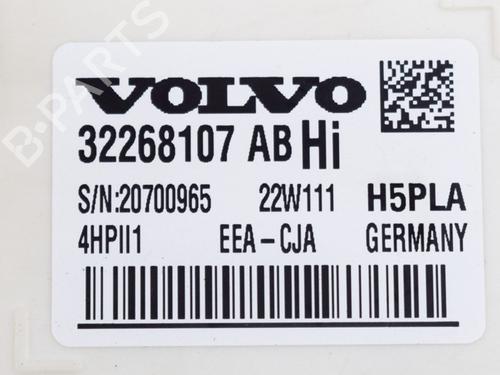 VOLVO
32268107 AB Hi
S/N:20700965 22W111 H5PLA
4HPII1 EEA-CJA GERMANY
B-PARTS